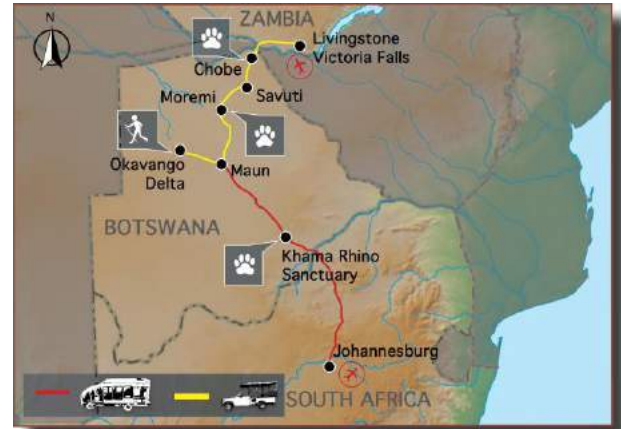 N
ZAMBIA
Livingstone
Victoria Falls
Chobe
Savuti
Moremi
Okavango
Delta
Maun
BOTSWANA
Khama Rhino
Sanctuary
Johannesburg
SOUTH AFRICA